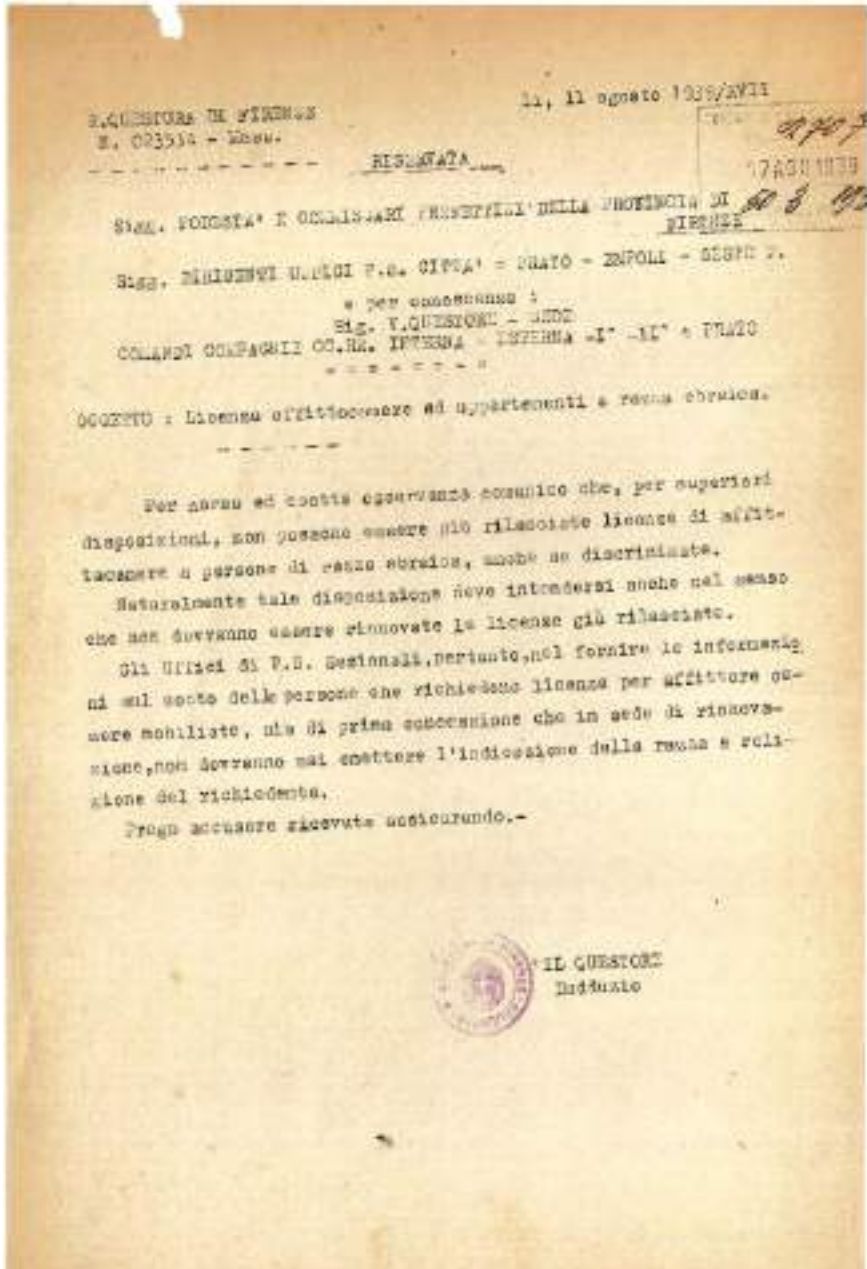 R.QUESTURA DI FIRENZE
li, 11 agosto 1939/XVII
N. 023534 - Mass.
RISERVATA
17 AGO 1939
Sigg. PODESTA' E COMMISSARI PREFETTIZI DELLA PROVINCIA DI
FIRENZE
Sigg. DIRIGENTI UFFICI P.S. CITTA' - PRATO - EMPOLI - SESTO F.
e per conoscenza :
Sig. V.QUESTORE - SEDE
COMANDI COMPAGNIE CC.RR. INTERNA - ESTERNA -I^ -II^ e PRATO
OGGETTO : Licenza affittacamere ad appartenenti a razza ebraica.
Per norma ed esatta osservanza comunico che, per superiori
disposizioni, non possono essere più rilasciate licenze di affit-
tacamere a persone di razza ebraica, anche se discriminate.
Naturalmente tale disposizione deve intendersi anche nel senso
che non dovranno essere rinnovate le licenze già rilasciate.
Gli Uffici di P.S. Sezionali,pertanto,nel fornire le informazio
ni sul conto delle persone che richiedono licenza per affittare ca-
mere mobiliate, sia di prima concessione che in sede di rinnova-
zione,non dovranno mai omettere l'indicazione della razza e reli-
gione del richiedente.
Prego accusare ricevuta assicurando.-
IL QUESTORE